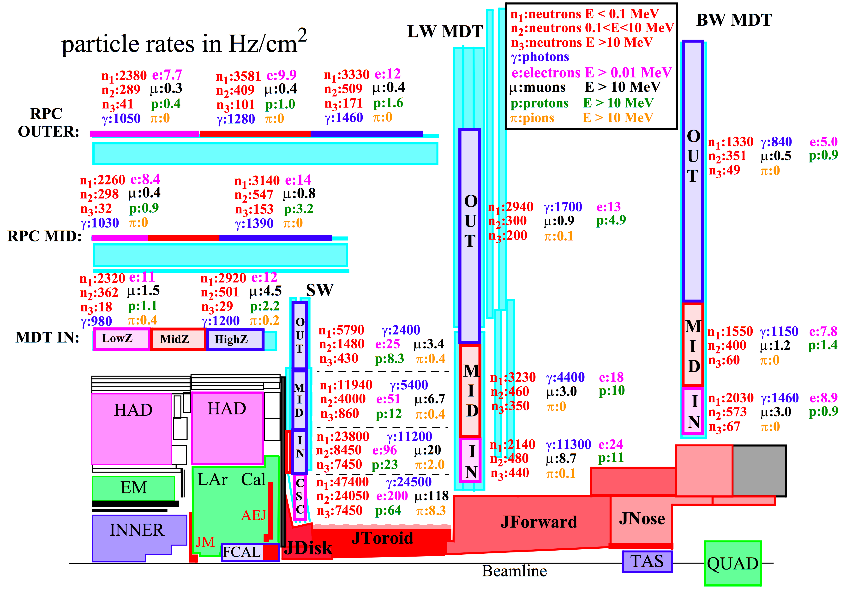 particle rates in Hz/cm2
LW MDT
BW MDT
n1:neutrons E < 0.1 MeV
n2:neutrons 0.1<E<10 MeV
n3:neutrons E >10 MeV
γ:photons
e:electrons E > 0.01 MeV
μ:muons E > 10 MeV
p:protons E > 10 MeV
π:pions E > 10 MeV
RPC OUTER:
n1:2380 e:7.7
n2:289 μ:0.3
n3:41 p:0.4
γ:1050 π:0
n1:3581 e:9.9
n2:409 μ:0.4
n3:101 p:1.0
γ:1280 π:0
n1:3330 e:12
n2:509 μ:0.4
n3:171 p:1.6
γ:1460 π:0
RPC MID:
n1:2260 e:8.4
n2:298 μ:0.4
n3:32 p:0.9
γ:1030 π:0
n1:3140 e:14
n2:547 μ:0.8
n3:153 p:3.2
γ:1390 π:0
MDT IN:
n1:2320 e:11
n2:362 μ:1.5
n3:18 p:1.1
γ:980 π:0.4
n1:2920 e:12
n2:501 μ:4.5
n3:29 p:2.2
γ:1200 π:0.2
LowZ
MidZ
HighZ
SW
OUT
n1:5790 γ:2400
n2:1480 e:25 μ:3.4
n3:430 p:8.3 π:0.4
MID
n1:11940 γ:5400
n2:4000 e:51 μ:6.7
n3:860 p:12 π:0.4
IN
n1:23800 γ:11200
n2:8450 e:96 μ:20
n3:7450 p:23 π:2.0
CSC
n1:47400 γ:24500
n2:24050 e:200 μ:118
n3:7450 p:64 π:8.3
OUT
n1:2940 γ:1700 e:13
n2:300 μ:0.9 p:4.9
n3:200 π:0.1
MID
n1:3230 γ:4400 e:18
n2:460 μ:3.0 p:10
n3:350 π:0
IN
n1:2140 γ:11300 e:24
n2:480 μ:8.7 p:11
n3:440 π:0.1
OUT
n1:1330 γ:840 e:5.0
n2:351 μ:0.5 p:0.9
n3:49 π:0
MID
n1:1550 γ:1150 e:7.8
n2:400 μ:1.2 p:1.4
n3:60 π:0
IN
n1:2030 γ:1460 e:8.9
n2:573 μ:3.0 p:0.9
n3:67 π:0
HAD
HAD
EM
LAr Cal
INNER
JM
AEJ
FCAL
JDisk
JToroid
JForward
JNose
TAS
QUAD
Beamline